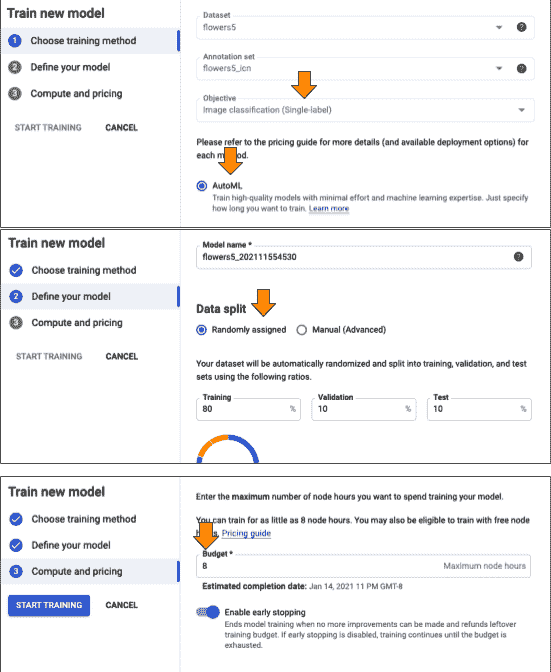 Train new model
1 Choose training method
2 Define your model
3 Compute and pricing
START TRAINING CANCEL
Dataset
flowers5
Annotation set
flowers5_icn
Objective
Image classification (Single-label)
Please refer to the pricing guide for more details (and available deployment options) for
each
AutoML
Train high-quality models with minimal effort and machine learning expertise. Just specify
how long you want to train. Learn more
Train new model
Choose training method
2 Define your model
3 Compute and pricing
START TRAINING CANCEL
Model name *
flowers5_202111554530
Data split
Randomly assigned Manual (Advanced)
Your dataset will be automatically randomized and split into training, validation, and test
sets using the following ratios.
Training
80 %
Validation
10 %
Test
10 %
Train new model
Choose training method
Define your model
3 Compute and pricing
START TRAINING CANCEL
Enter the maximum number of node hours you want to spend training your model.
You can train for as little as 8 node hours. You may also be eligible to train with free node
Pricing guide
Budget *
8 Maximum node hours
Estimated completion date: Jan 14, 2021 11 PM GMT-8
Enable early stopping
Ends model training when no more improvements can be made and refunds leftover
training budget. If early stopping is disabled, training continues until the budget is
exhausted.